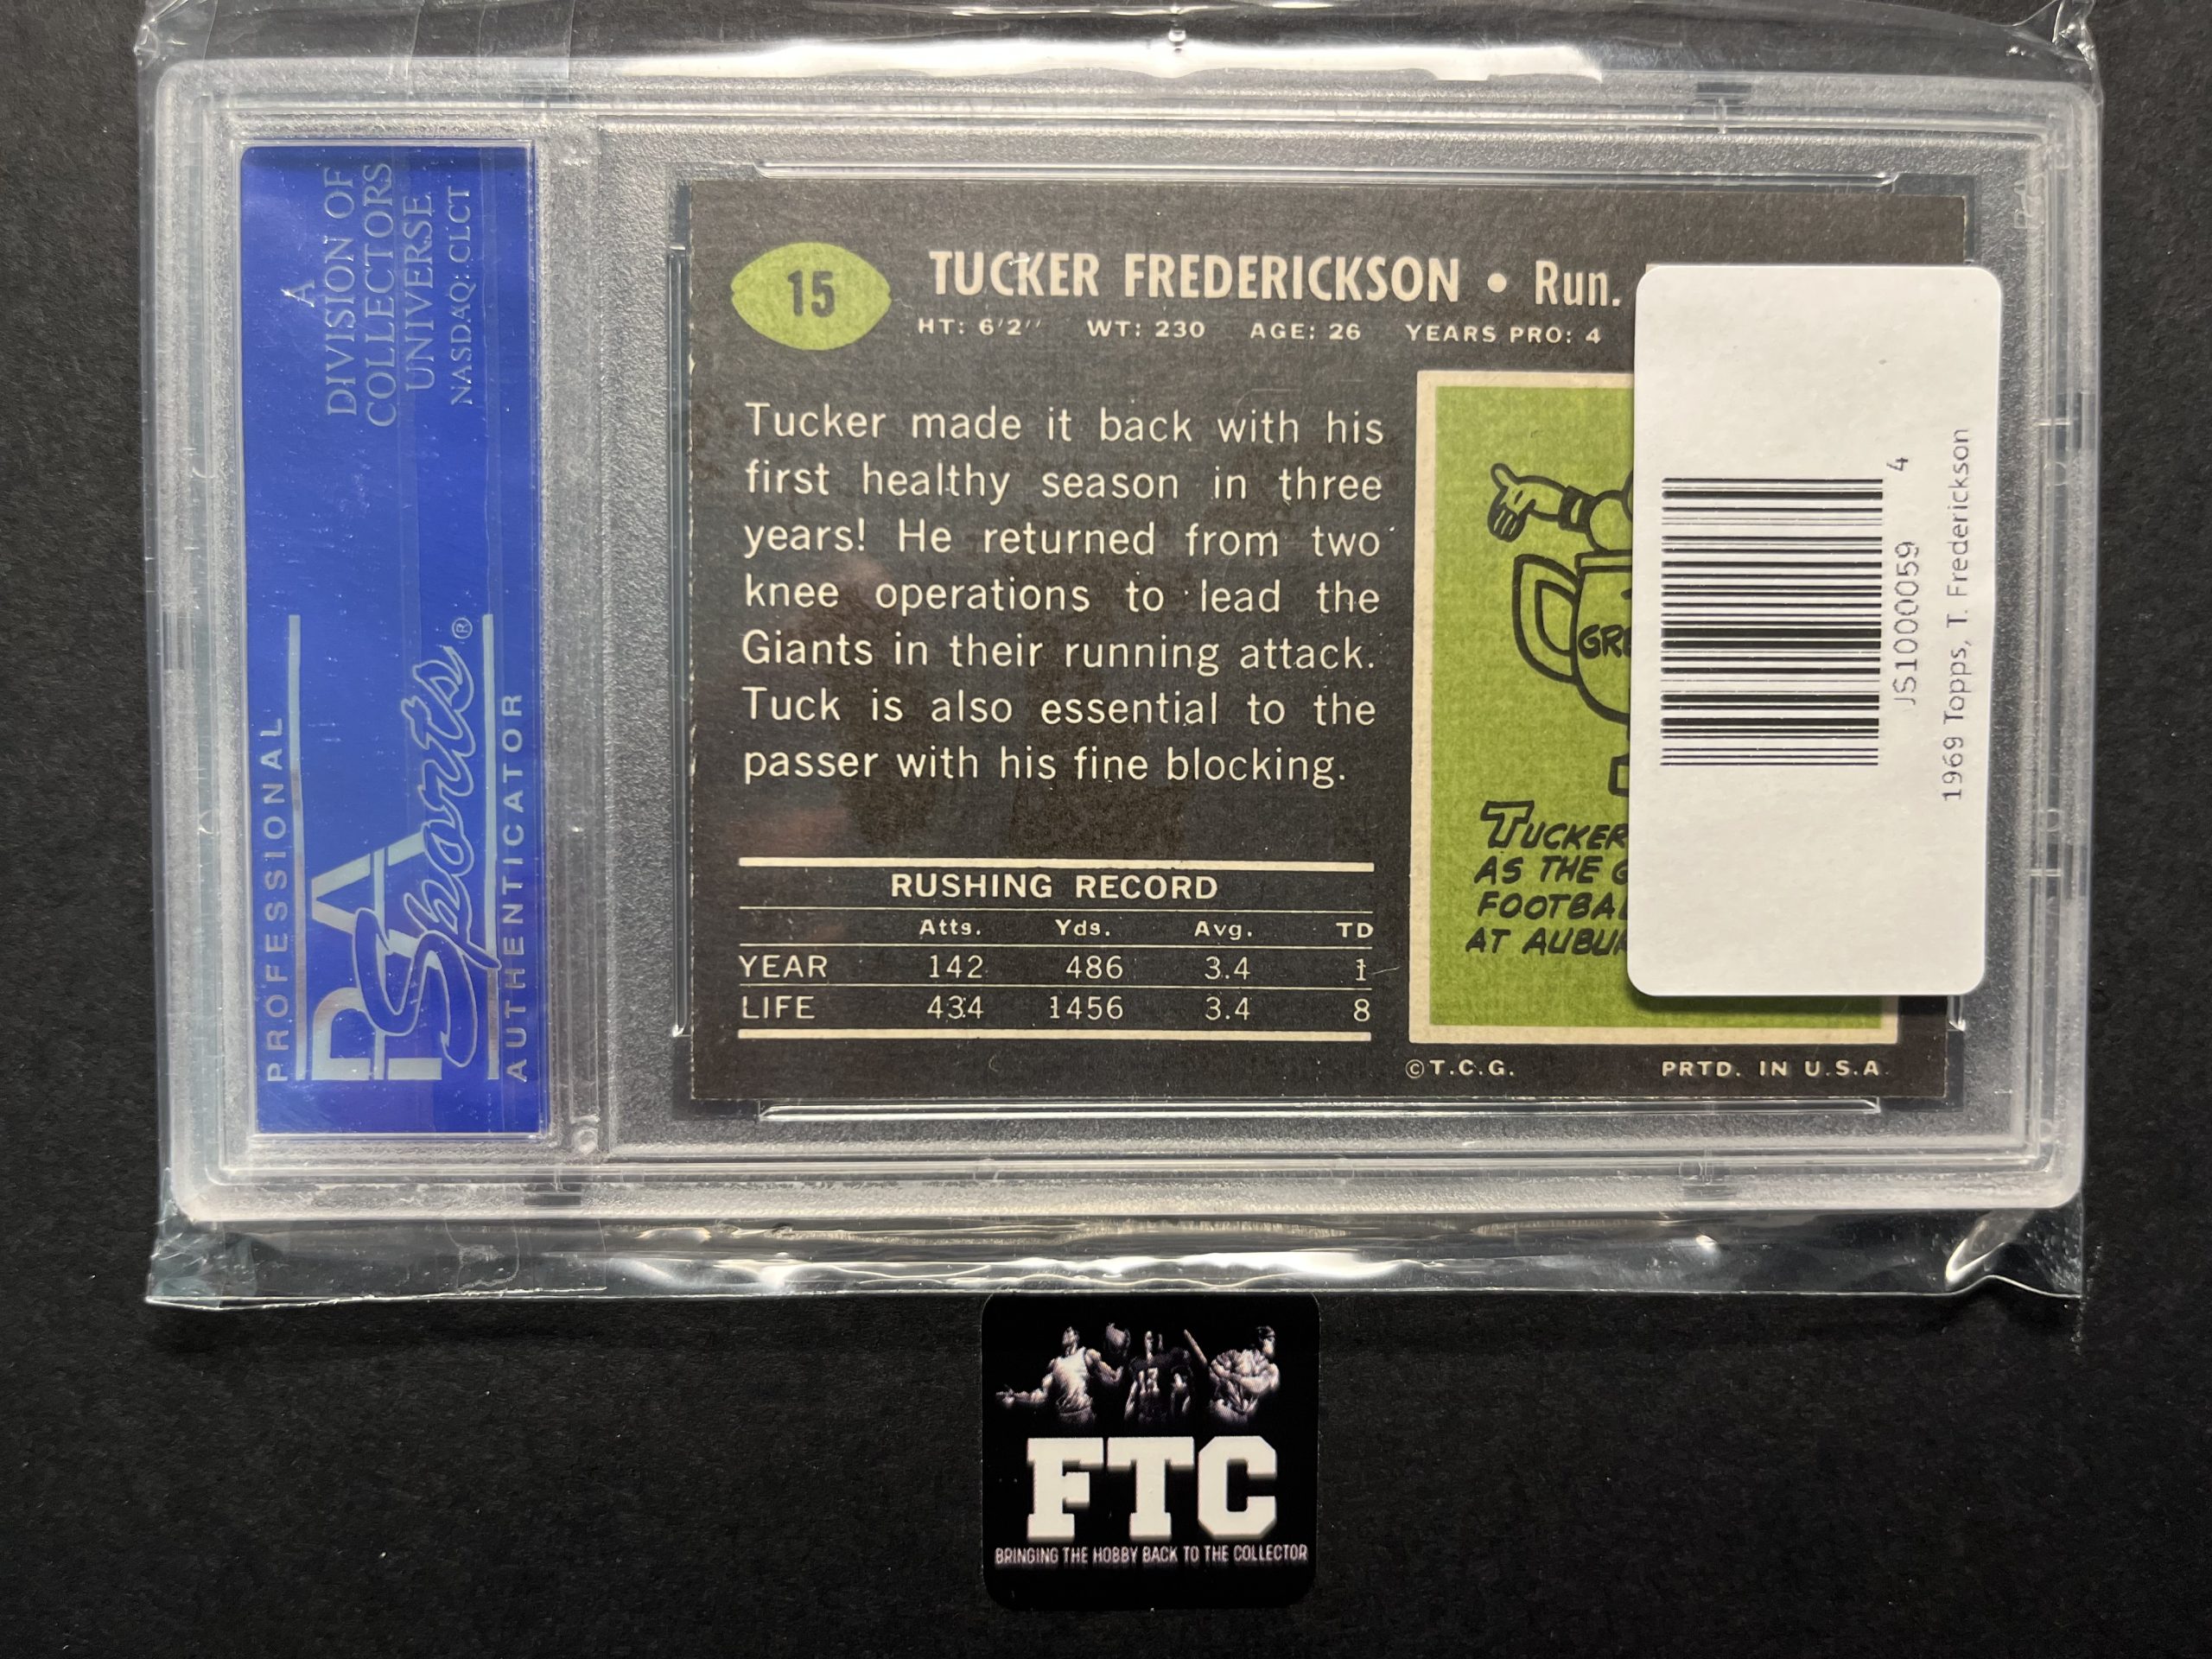 A
DIVISION OF
COLLECTORS
UNIVERSE
NASDAQ: CLCT
PROFESSIONAL
PSA
Sports®
AUTHENTICATOR
15
TUCKER FREDERICKSON • Run.
HT: 6'2" WT: 230 AGE: 26 YEARS PRO: 4
Tucker made it back with his
first healthy season in three
years! He returned from two
knee operations to lead the
Giants in their running attack.
Tuck is also essential to the
passer with his fine blocking.
RUSHING RECORD
Atts. Yds. Avg. TD
YEAR 142 486 3.4 1
LIFE 434 1456 3.4 8
TUCKER
AS THE
©T.C.G. PRTD. IN U.S.A.
4
JS1000059
1969 Topps, T. Frederickson
13
FTC
BRINGING THE HOBBY BACK TO THE COLLECTOR